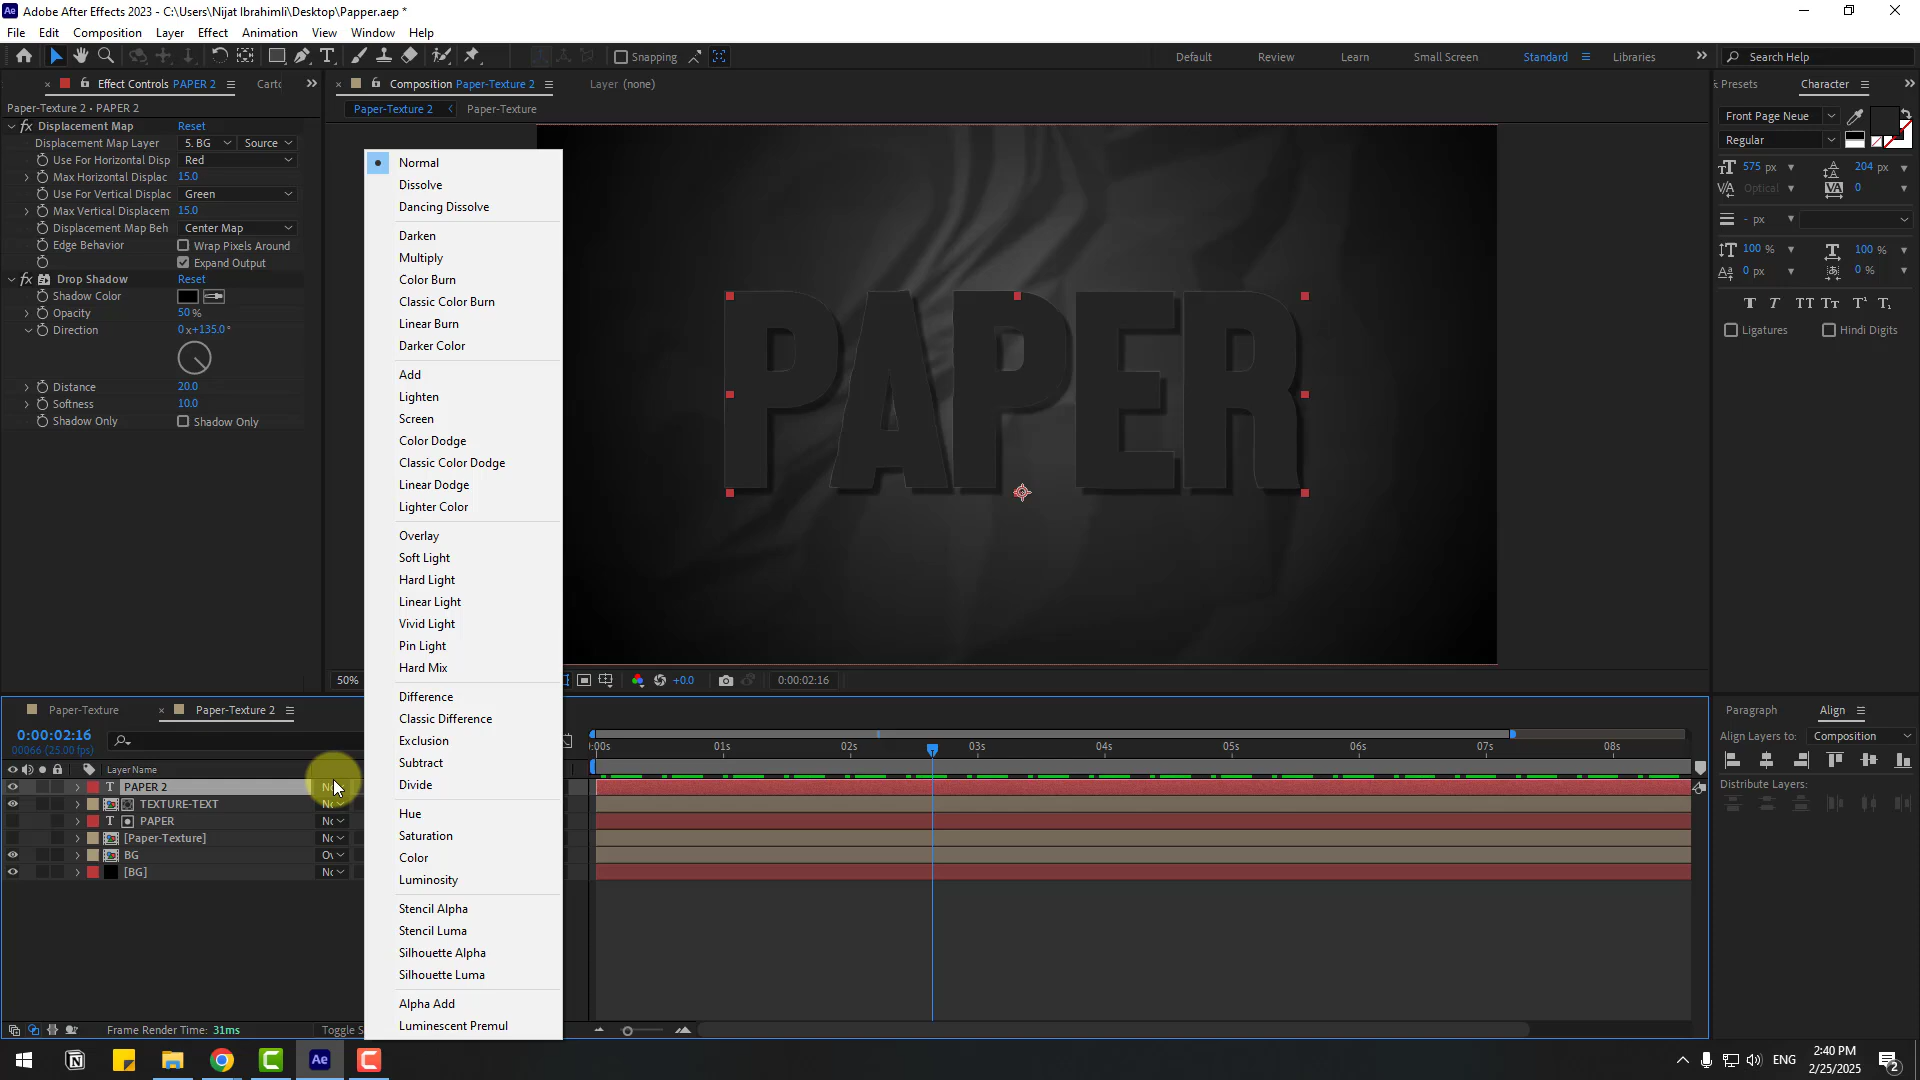 Adobe After Effects 2023 - C:\Users\Nijat Ibrahimli\Desktop\Papper.aep *
File Edit Composition Layer Effect Animation View Window Help
Snapping
Default Review Learn Small Screen Standard Libraries
Search Help
Effect Controls PAPER 2
Composition Paper-Texture 2
Layer (none)
Presets
Character
Paper-Texture 2 • PAPER 2
Paper-Texture 2 Paper-Texture
fx Displacement Map Reset
Displacement Map Layer 5. BG Source
Use For Horizontal Disp Red
Max Horizontal Displac 15.0
Use For Vertical Displac Green
Max Vertical Displacem 15.0
Displacement Map Beh Center Map
Edge Behavior Wrap Pixels Around
Expand Output
fx Drop Shadow Reset
Shadow Color
Opacity 50 %
Direction 0x+135.0°
Distance 20.0
Softness 10.0
Shadow Only Shadow Only
Normal
Dissolve
Dancing Dissolve
Darken
Multiply
Color Burn
Classic Color Burn
Linear Burn
Darker Color
Add
Lighten
Screen
Color Dodge
Classic Color Dodge
Linear Dodge
Lighter Color
Overlay
Soft Light
Hard Light
Linear Light
Vivid Light
Pin Light
Hard Mix
Difference
Classic Difference
Exclusion
Subtract
Divide
Hue
Saturation
Color
Luminosity
Stencil Alpha
Stencil Luma
Silhouette Alpha
Silhouette Luma
Alpha Add
Luminescent Premul
PAPER
Front Page Neue
Regular
575 px 204 px
Optical 0
- px
100 % 100 %
0 px 0 %
Ligatures Hindi Digits
50% +0.0 0:00:02:16
Paragraph Align
Align Layers to: Composition
Distribute Layers:
Paper-Texture Paper-Texture 2
0:00:02:16
00066 (25.00 fps)
:00s 01s 02s 03s 04s 05s 06s 07s 08s
Layer Name
T PAPER 2
TEXTURE-TEXT
T PAPER
[Paper-Texture]
BG
[BG]
Frame Render Time: 31ms
Toggle S
ENG
2:40 PM
2/25/2025
2